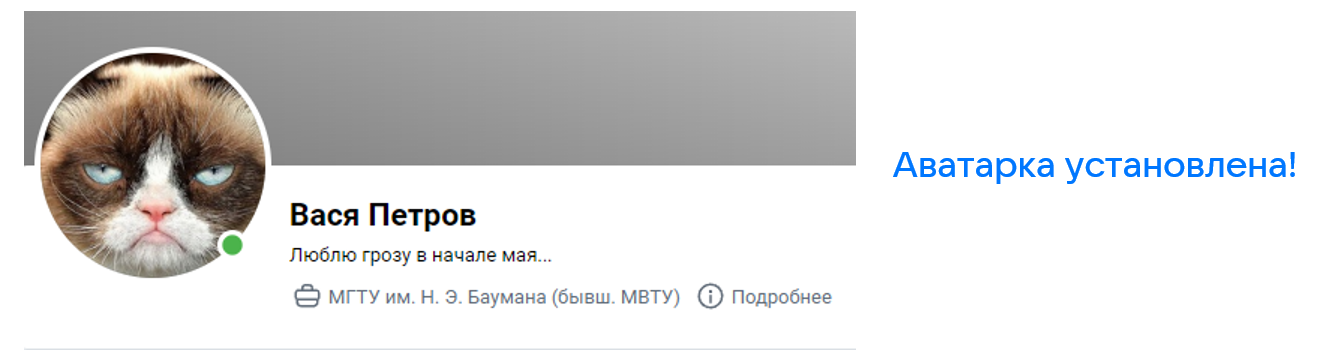 Аватарка установлена!
Вася Петров
Люблю грозу в начале мая...
МГТУ им. Н. Э. Баумана (бывш. МВТУ) Подробнее